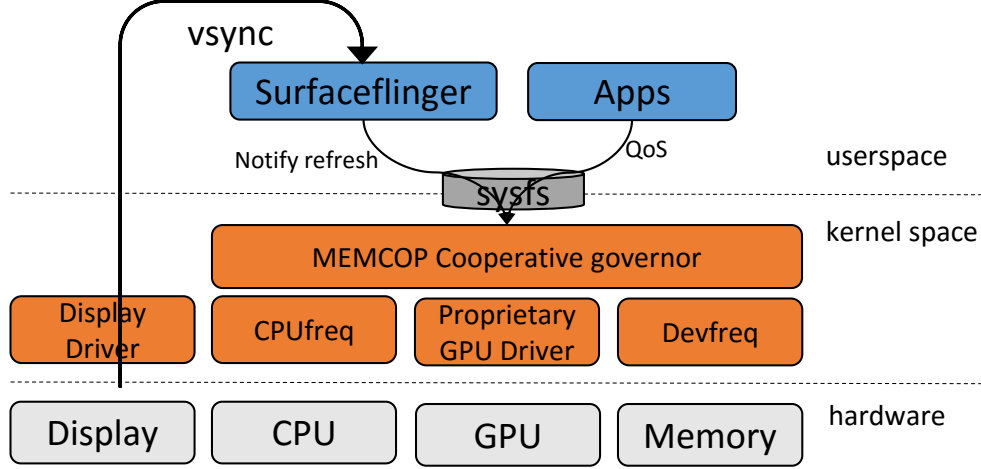 vsync
Surfaceflinger
Apps
Notify refresh
QoS
userspace
sysfs
kernel space
MEMCOP Cooperative governor
Display
Driver
CPUfreq
Proprietary
GPU Driver
Devfreq
hardware
Display
CPU
GPU
Memory